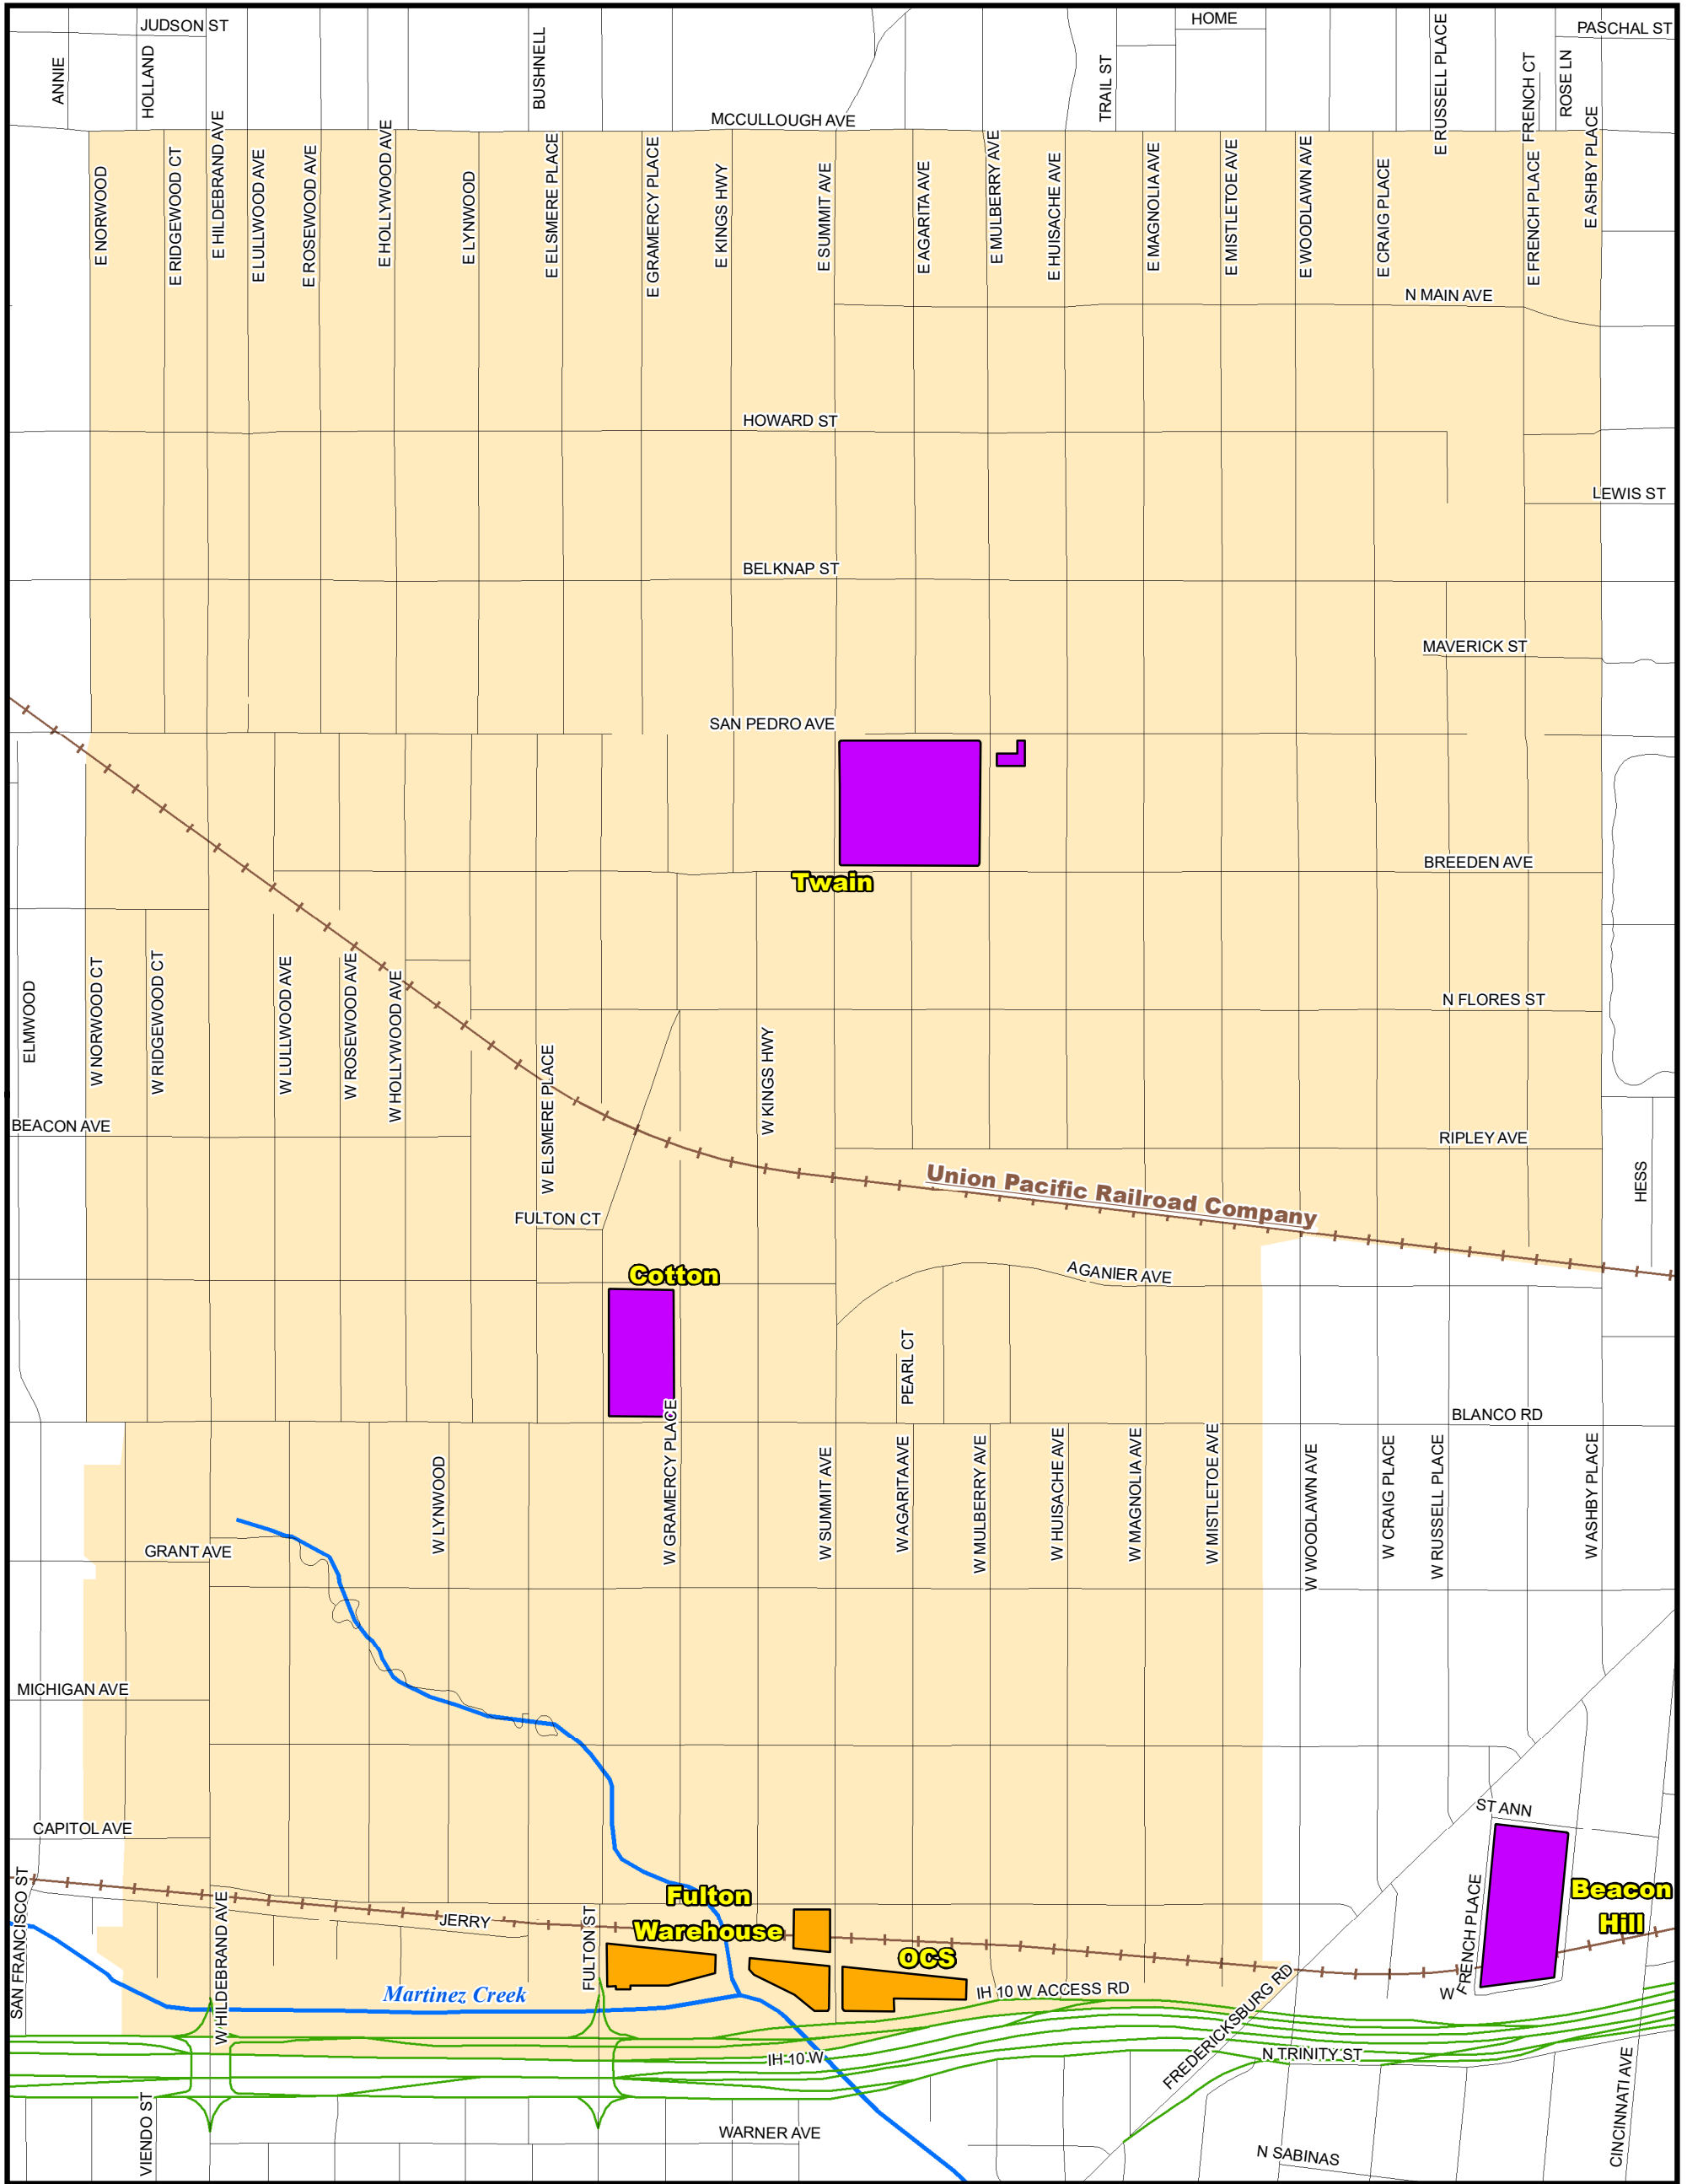 JUDSON ST
HOME
PASCHAL ST
ANNIE
HOLLAND
BUSHNELL
TRAIL ST
E RUSSELL PLACE
FRENCH CT
ROSE LN
MCCULLOUGH AVE
E NORWOOD
E RIDGEWOOD CT
E HILDEBRAND AVE
E LULLWOOD AVE
E ROSEWOOD AVE
E HOLLYWOOD AVE
E LYNWOOD
E ELSMERE PLACE
E GRAMERCY PLACE
E KINGS HWY
E SUMMIT AVE
E AGARITA AVE
E MULBERRY AVE
E HUISACHE AVE
E MAGNOLIA AVE
E MISTLETOE AVE
E WOODLAWN AVE
E CRAIG PLACE
E FRENCH PLACE
E ASHBY PLACE
N MAIN AVE
HOWARD ST
LEWIS ST
BELKNAP ST
MAVERICK ST
SAN PEDRO AVE
BREEDEN AVE
Twain
N FLORES ST
ELMWOOD
W NORWOOD CT
W RIDGEWOOD CT
W LULLWOOD AVE
W ROSEWOOD AVE
W HOLLYWOOD AVE
W ELSMERE PLACE
W KINGS HWY
BEACON AVE
RIPLEY AVE
Union Pacific Railroad Company
HESS
FULTON CT
Cotton
AGANIER AVE
PEARL CT
BLANCO RD
W LYNWOOD
W GRAMERCY PLACE
W SUMMIT AVE
W AGARITA AVE
W MULBERRY AVE
W HUISACHE AVE
W MAGNOLIA AVE
W MISTLETOE AVE
W WOODLAWN AVE
W CRAIG PLACE
W RUSSELL PLACE
W ASHBY PLACE
GRANT AVE
MICHIGAN AVE
CAPITOL AVE
ST ANN
SAN FRANCISCO ST
W HILDEBRAND AVE
JERRY
FULTON ST
Fulton
Warehouse
OCS
Beacon
Hill
W FRENCH PLACE
Martinez Creek
IH 10 W ACCESS RD
FREDERICKSBURG RD
IH 10 W
N TRINITY ST
VIENDO ST
WARNER AVE
N SABINAS
CINCINNATI AVE